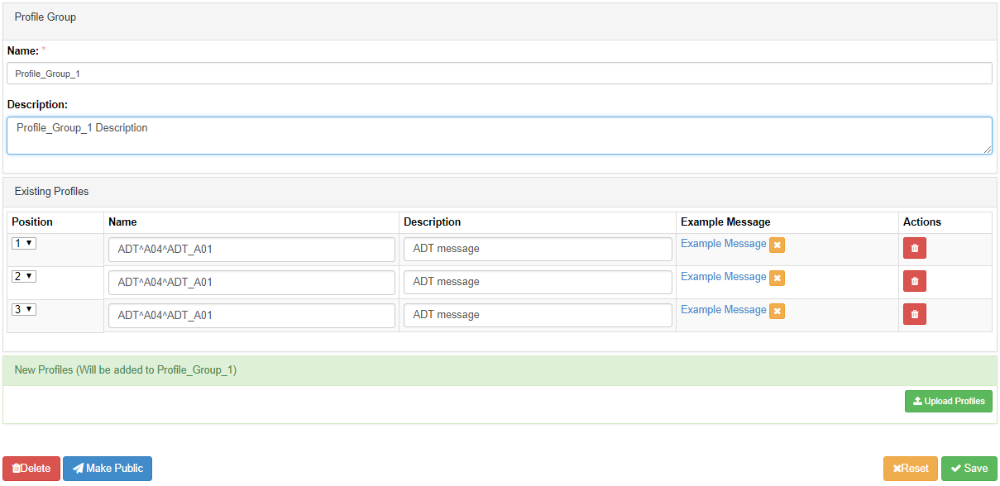 Profile Group
Name: *
Profile_Group_1
Description:
Profile_Group_1 Description
Existing Profiles
Position Name Description Example Message Actions
1 ADT^A04^ADT_A01 ADT message Example Message
2 ADT^A04^ADT_A01 ADT message Example Message
3 ADT^A04^ADT_A01 ADT message Example Message
New Profiles (Will be added to Profile_Group_1)
Upload Profiles
Delete Make Public Reset Save